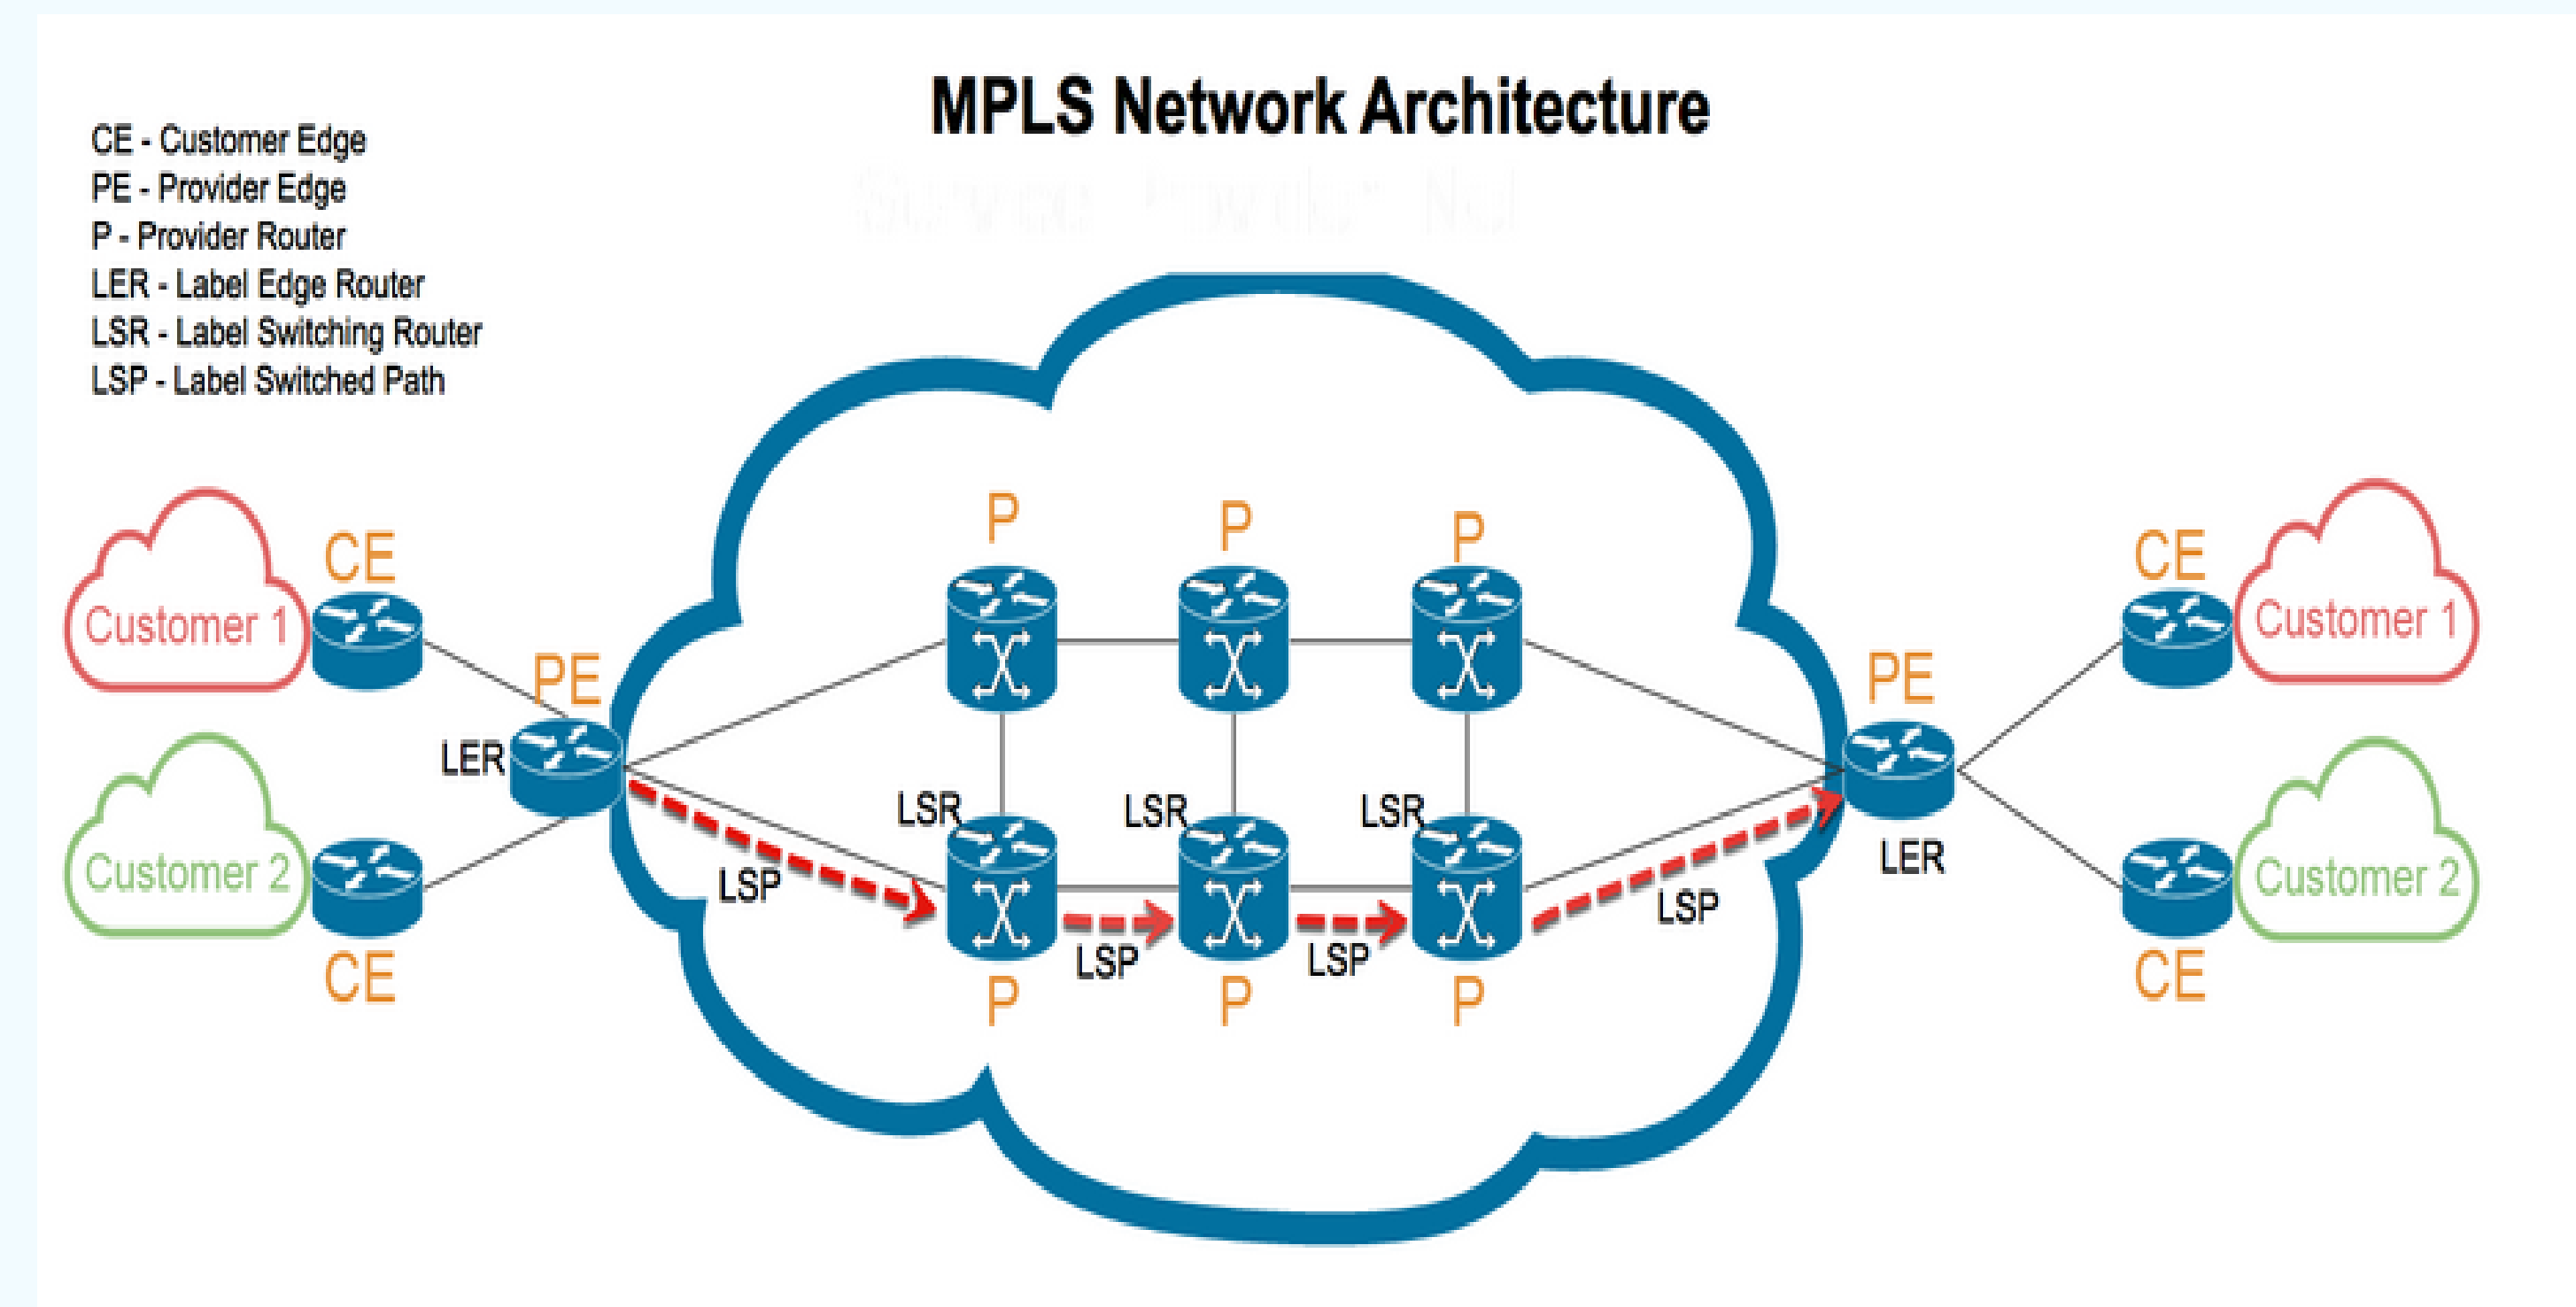 MPLS Network Architecture
CE - Customer Edge
PE - Provider Edge
P - Provider Router
LER - Label Edge Router
LSR - Label Switching Router
LSP - Label Switched Path
P
P
P
CE
CE
Customer 1
Customer 1
PE
PE
LER
LSR
LSR
LSR
LER
Customer 2
Customer 2
LSP
LSP
LSP
LSP
CE
P
P
P
CE